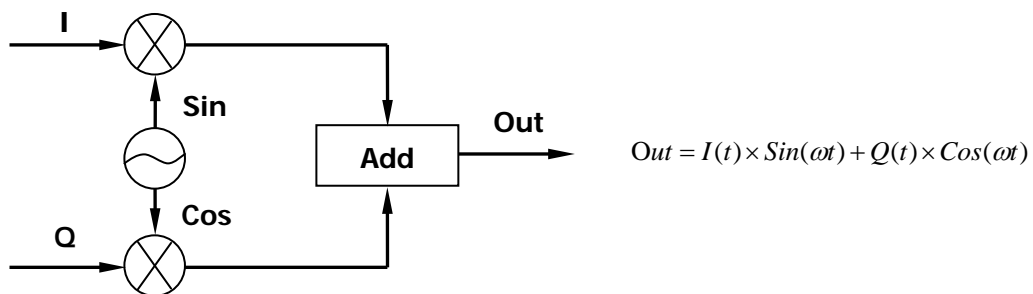 I
Sin
Add
Out
Out = I(t) × Sin(ωt) + Q(t) × Cos(ωt)
Cos
Q